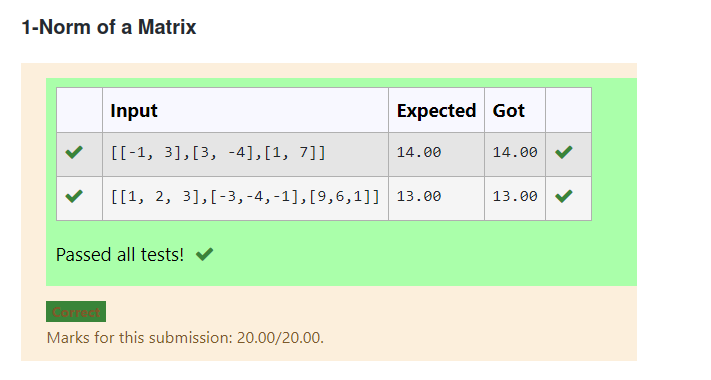 1-Norm of a Matrix
Input Expected Got
[[-1, 3],[3, -4],[1, 7]] 14.00 14.00
[[1, 2, 3],[-3,-4,-1],[9,6,1]] 13.00 13.00
Passed all tests!
Correct
Marks for this submission: 20.00/20.00.